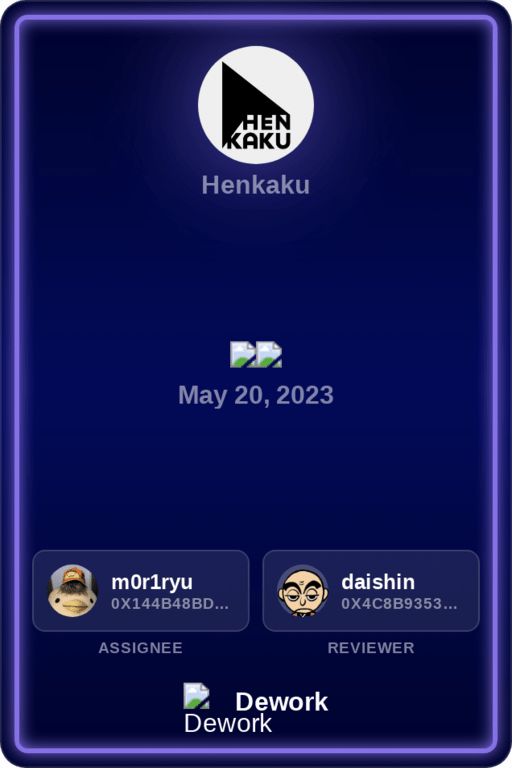 HEN
KAKU
Henkaku
May 20, 2023
m0r1ryu
0X144B48BD...
ASSIGNEE
daishin
0X4C8B9353...
REVIEWER
Dework
Dework